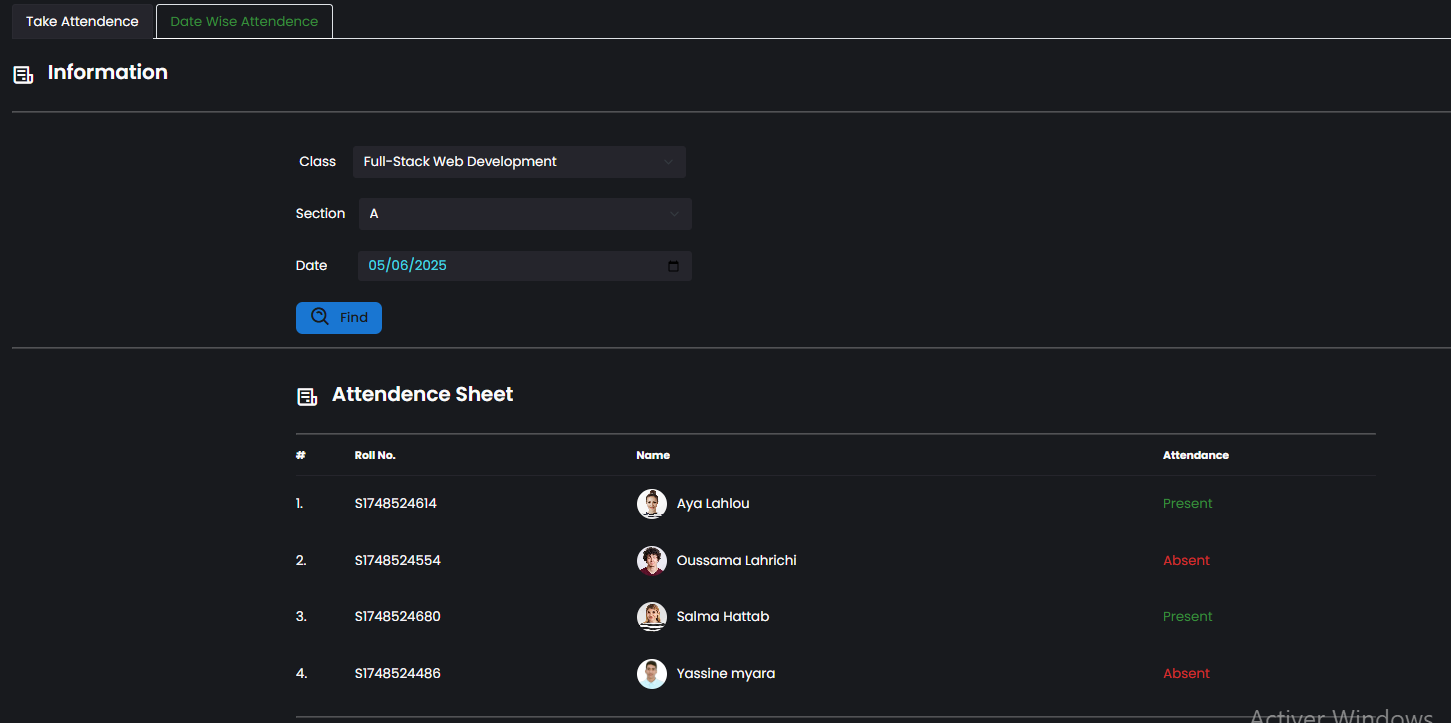 Take Attendence Date Wise Attendence
Information
Class Full-Stack Web Development
Section A
Date 05/06/2025
Find
Attendence Sheet
# Roll No. Name Attendance
1. S1748524614 Aya Lahlou Present
2. S1748524554 Oussama Lahrichi Absent
3. S1748524680 Salma Hattab Present
4. S1748524486 Yassine myara Absent
Activer Windows